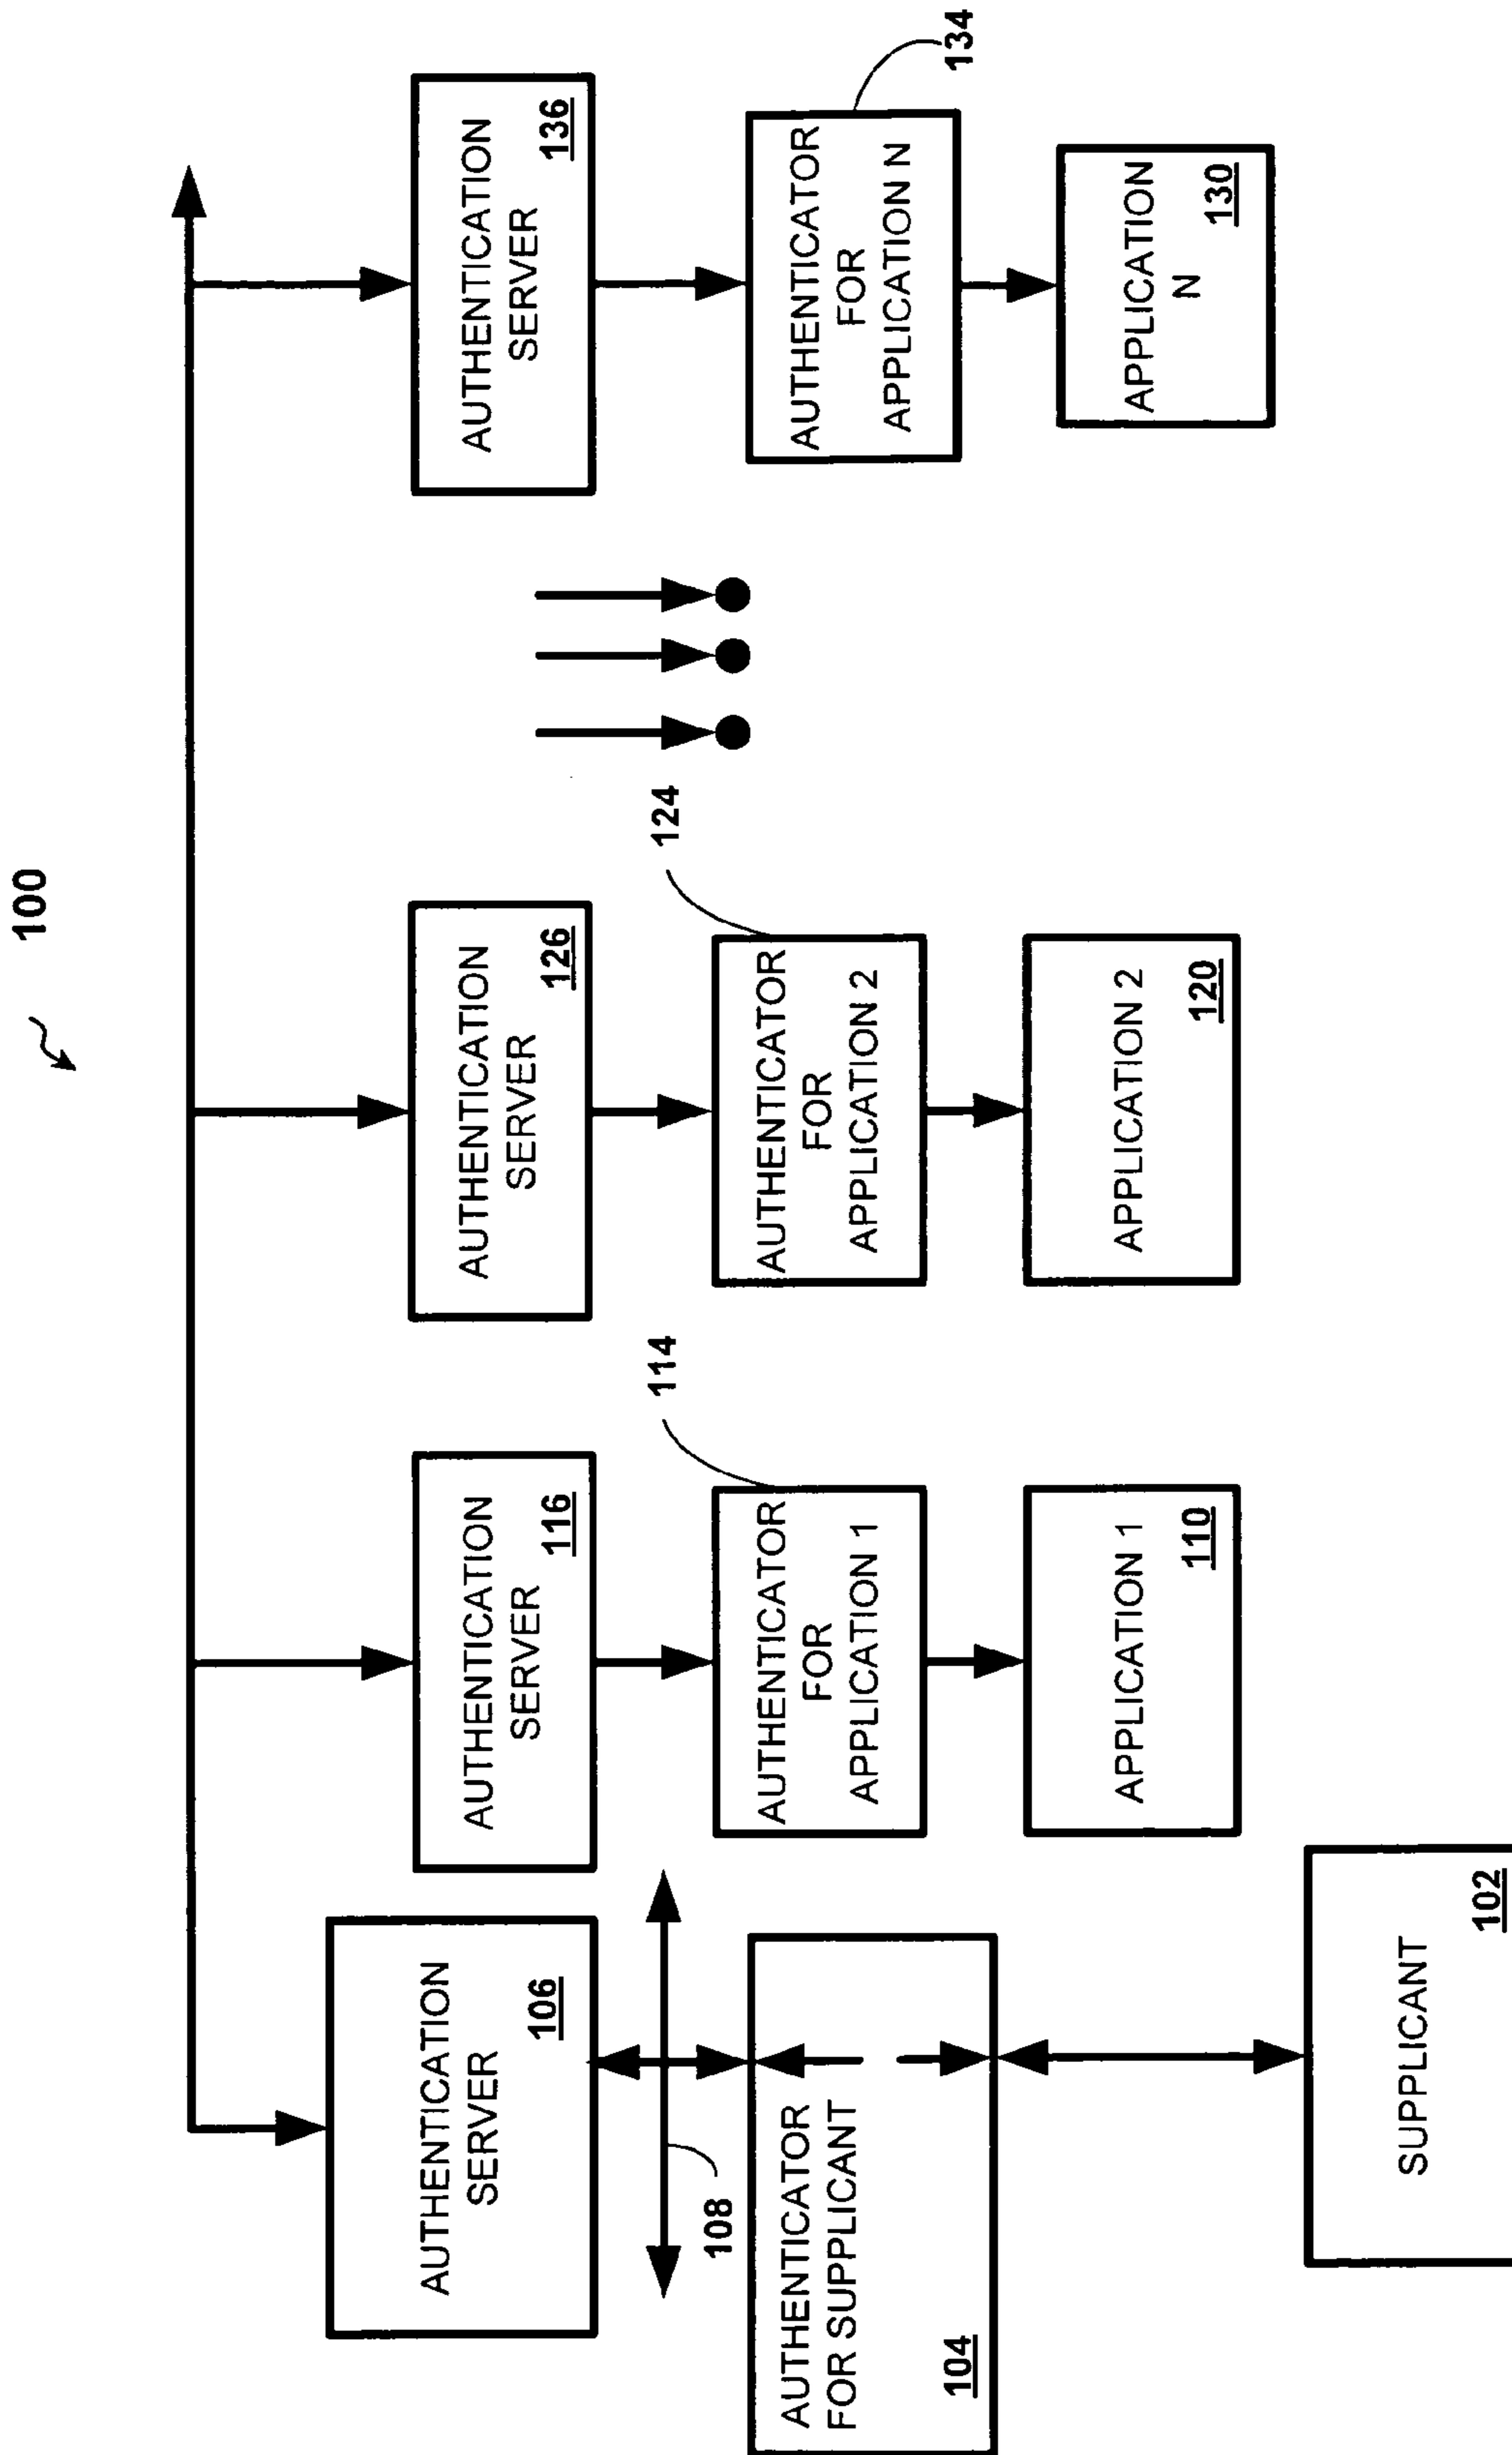 100
AUTHENTICATION
SERVER
106
AUTHENTICATION
SERVER
116
AUTHENTICATION
SERVER
126
AUTHENTICATION
SERVER
136
108
114
124
134
AUTHENTICATOR
FOR SUPPLICANT
104
AUTHENTICATOR
FOR
APPLICATION 1
AUTHENTICATOR
FOR
APPLICATION 2
AUTHENTICATOR
FOR
APPLICATION N
APPLICATION 1
110
APPLICATION 2
120
APPLICATION
N
130
SUPPLICANT
102